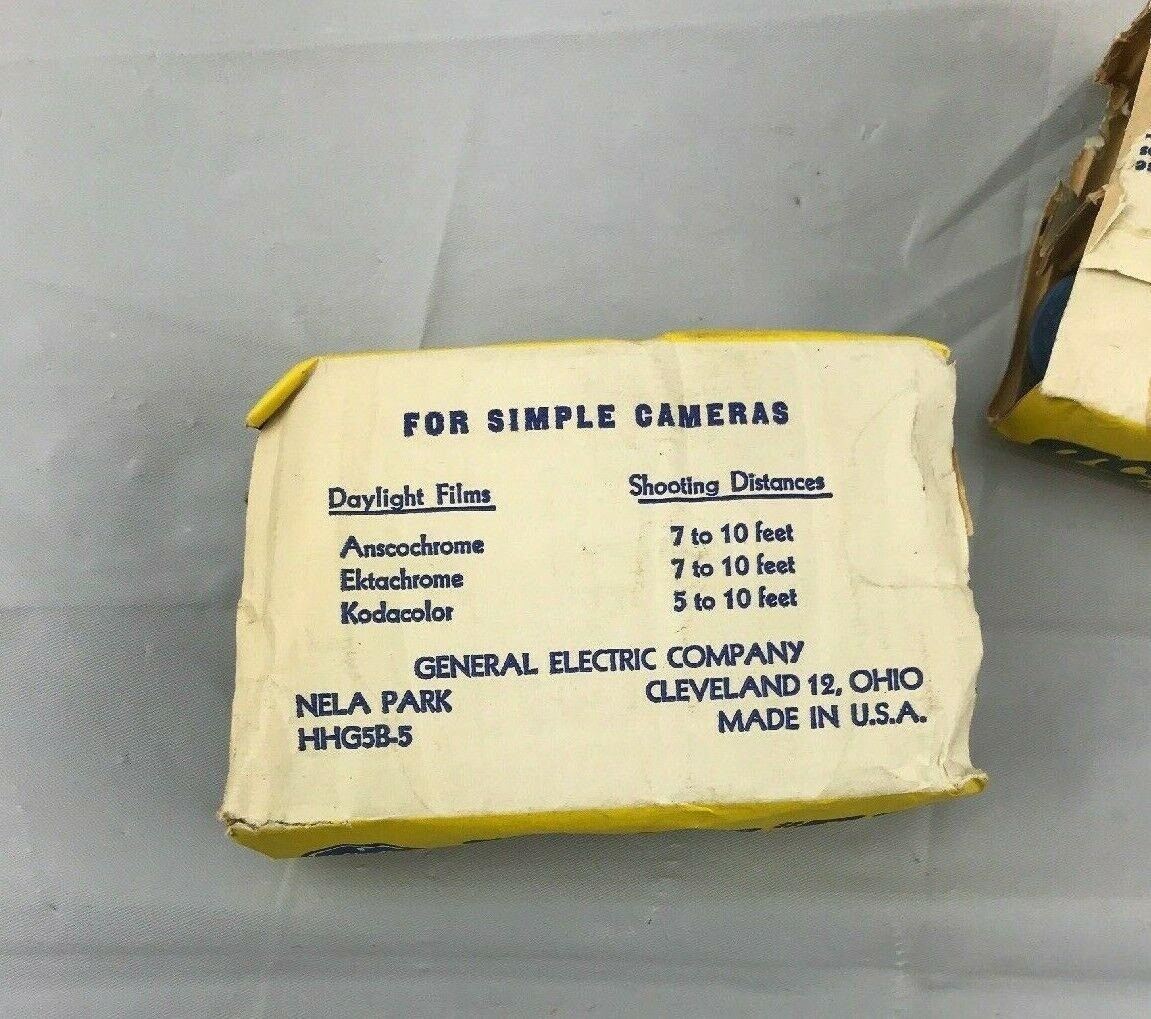 FOR SIMPLE CAMERAS
Daylight Films Shooting Distances
Anscochrome 7 to 10 feet
Ektachrome 7 to 10 feet
Kodacolor 5 to 10 feet
GENERAL ELECTRIC COMPANY
NELA PARK CLEVELAND 12, OHIO
HHG5B-5 MADE IN U.S.A.